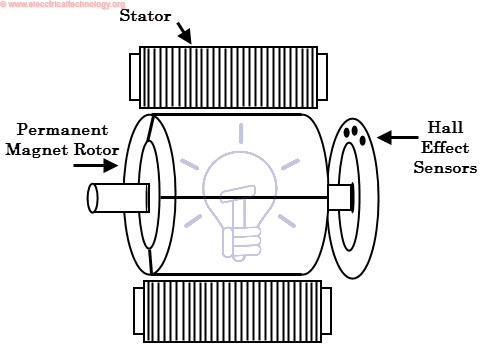 © www.electricaltechnology.org
Stator
Permanent
Magnet Rotor
Hall
Effect
Sensors